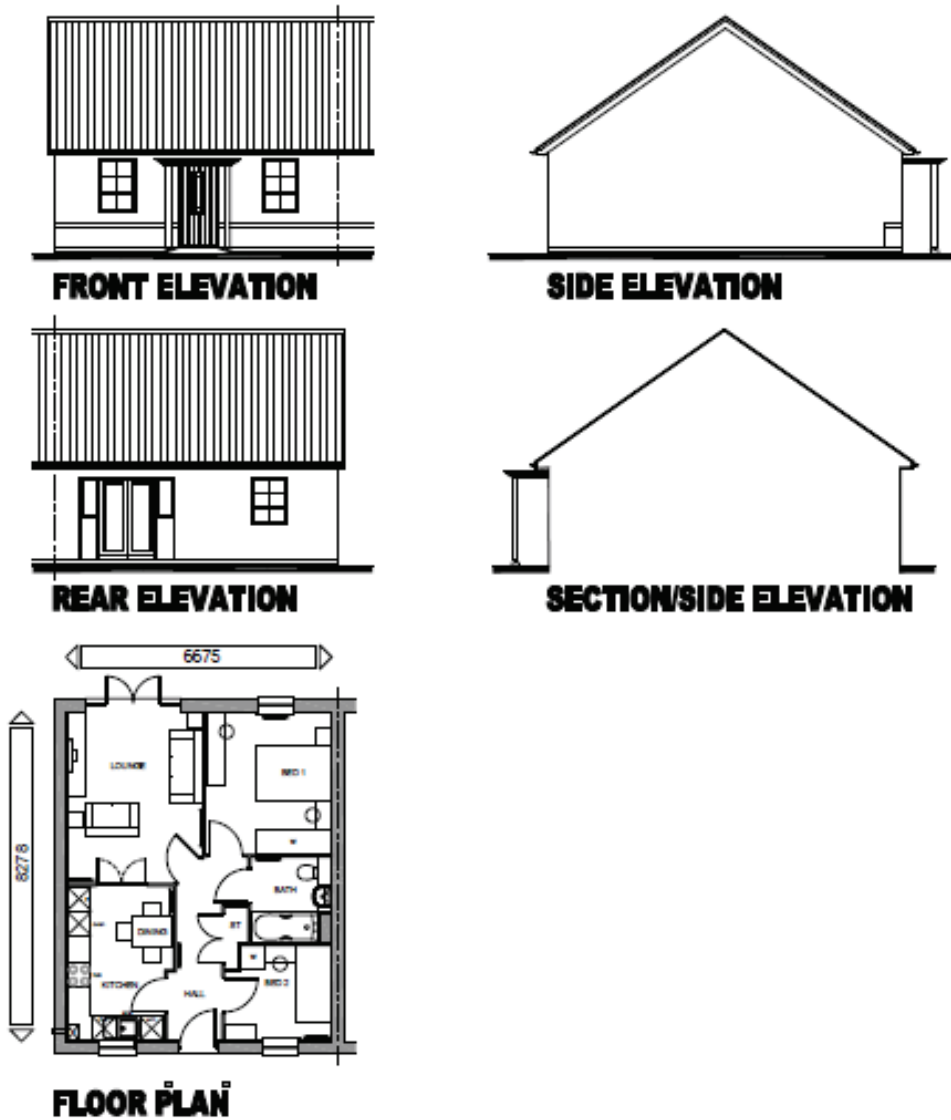 FRONT ELEVATION
SIDE ELEVATION
REAR ELEVATION
SECTION/SIDE ELEVATION
6675
8278
LOUNGE
BED 1
BATH
ST
DINING
KITCHEN
HALL
BED 2
FLOOR PLAN